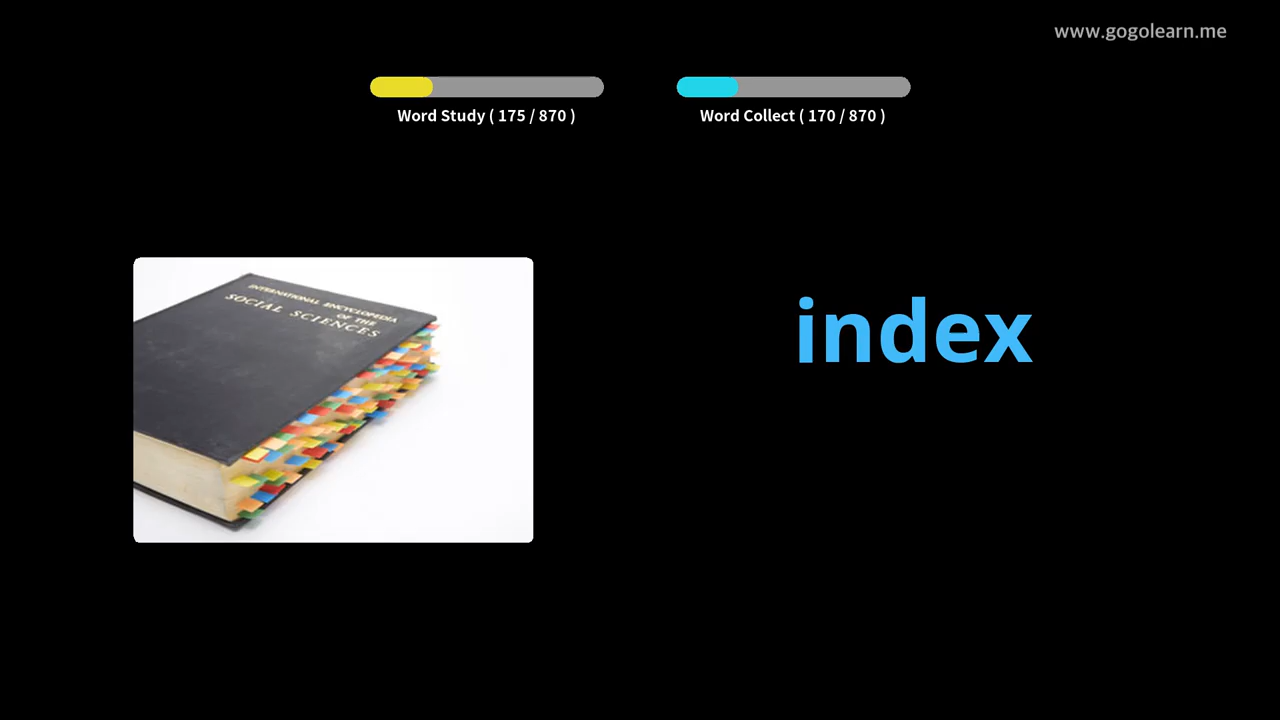 www.gogolearn.me
Word Study ( 175 / 870 )
Word Collect ( 170 / 870 )
INTERNATIONAL ENCYCLOPEDIA
OF THE
SOCIAL SCIENCES
index